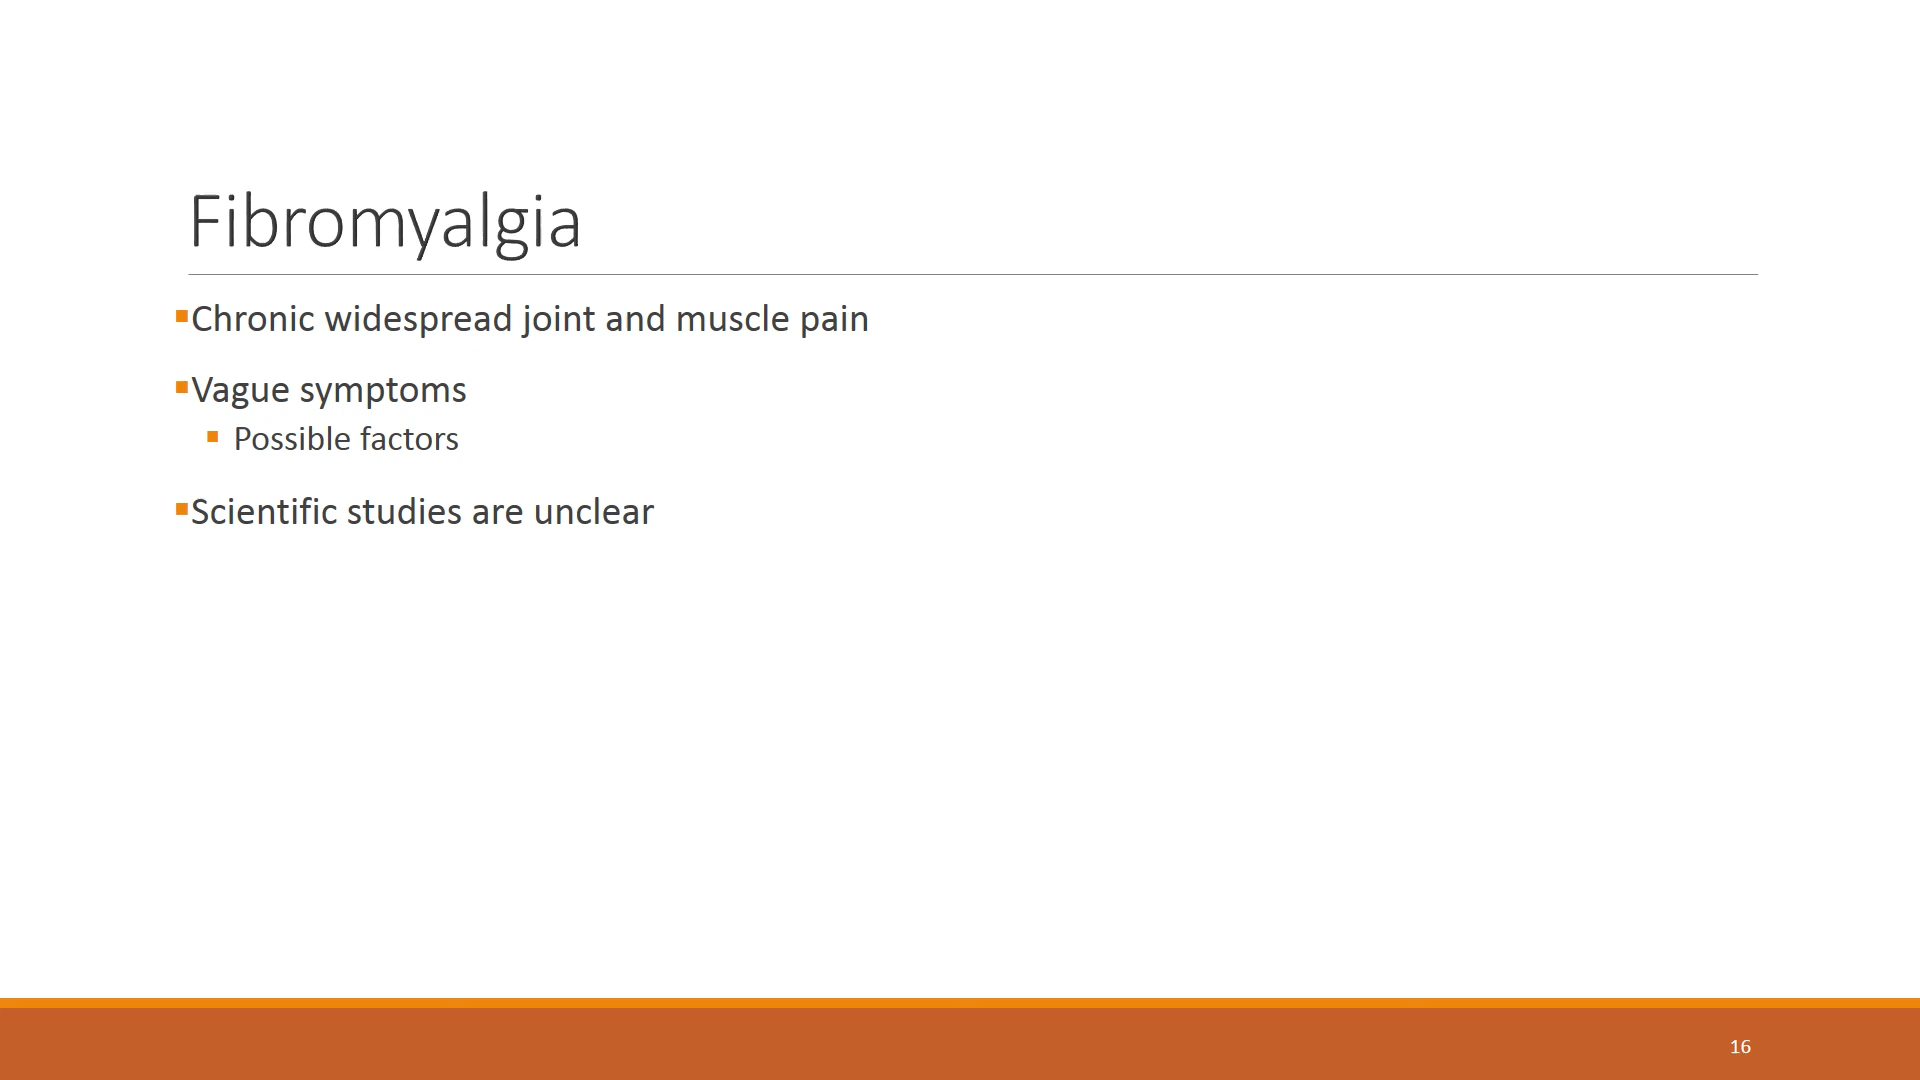 Fibromyalgia
▪Chronic widespread joint and muscle pain
▪Vague symptoms
▪ Possible factors
▪Scientific studies are unclear
16